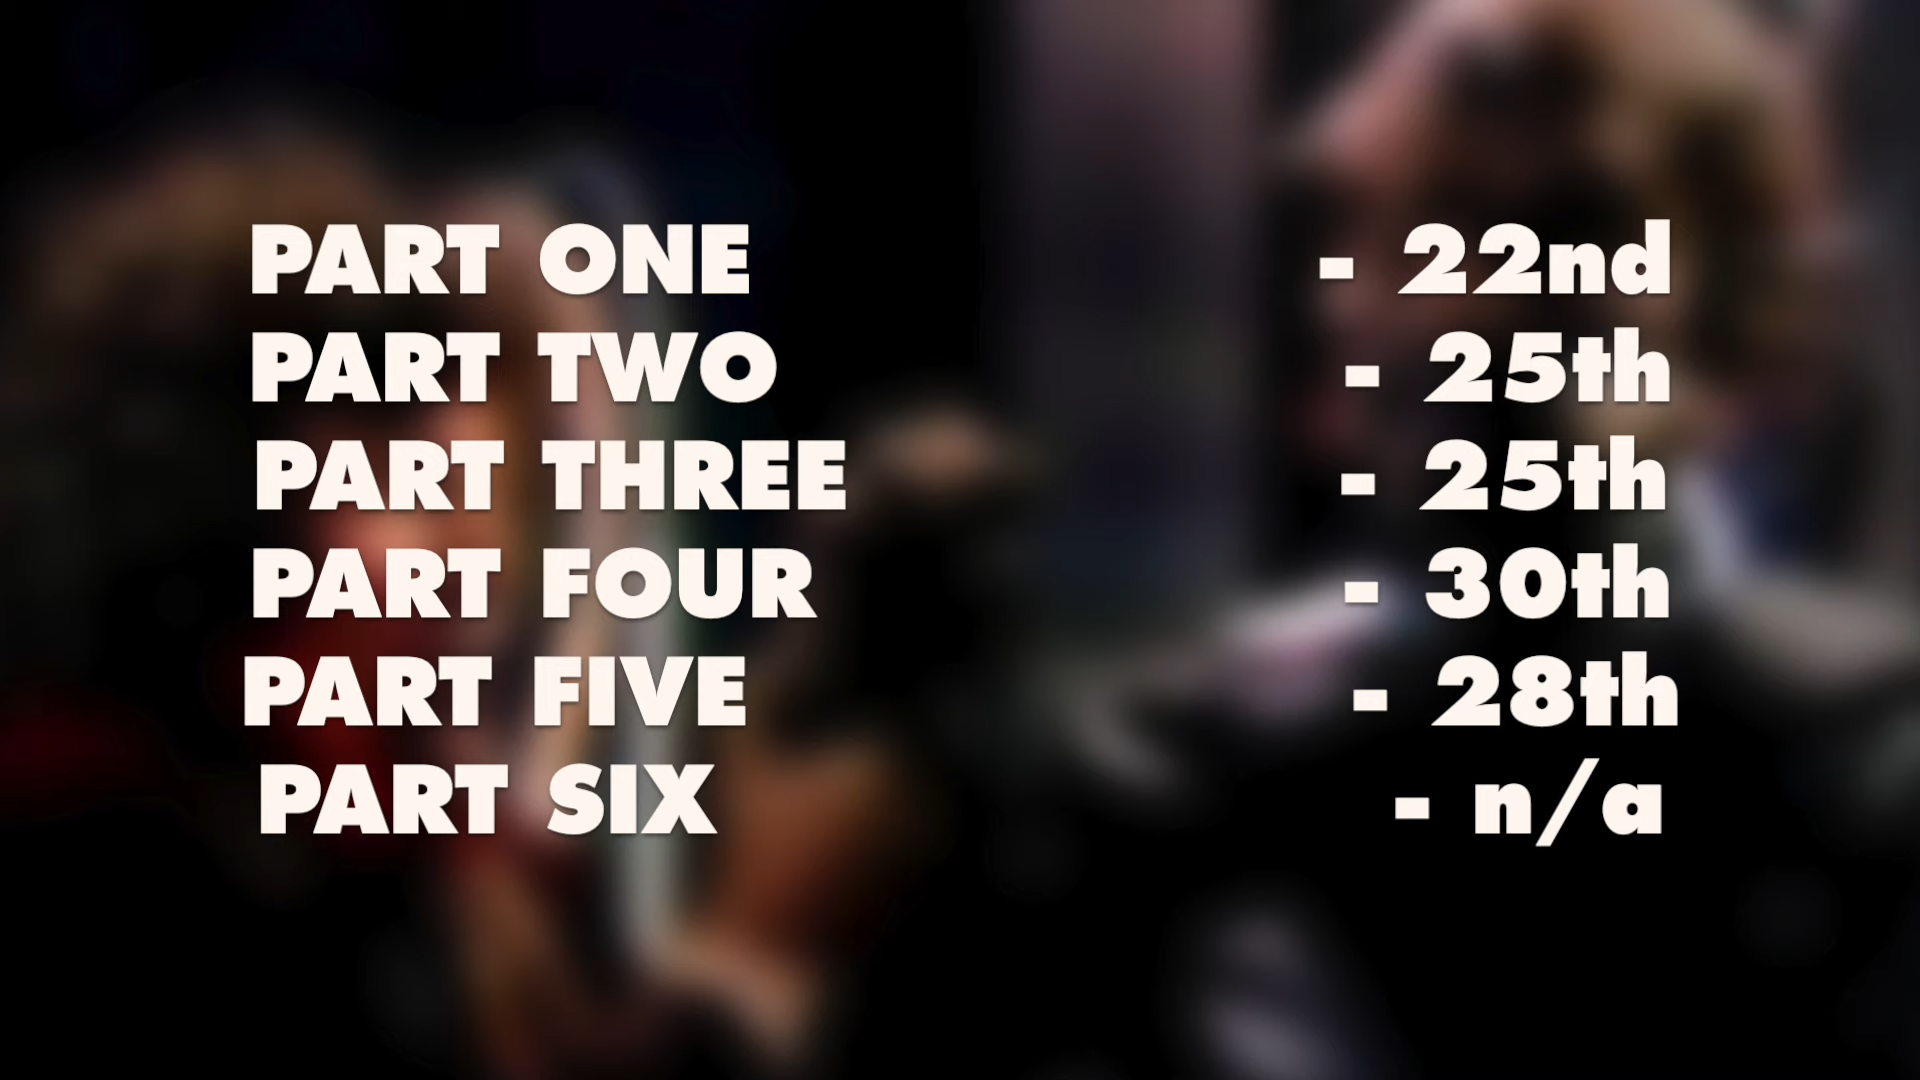 PART ONE - 22nd
PART TWO - 25th
PART THREE - 25th
PART FOUR - 30th
PART FIVE - 28th
PART SIX - n/a